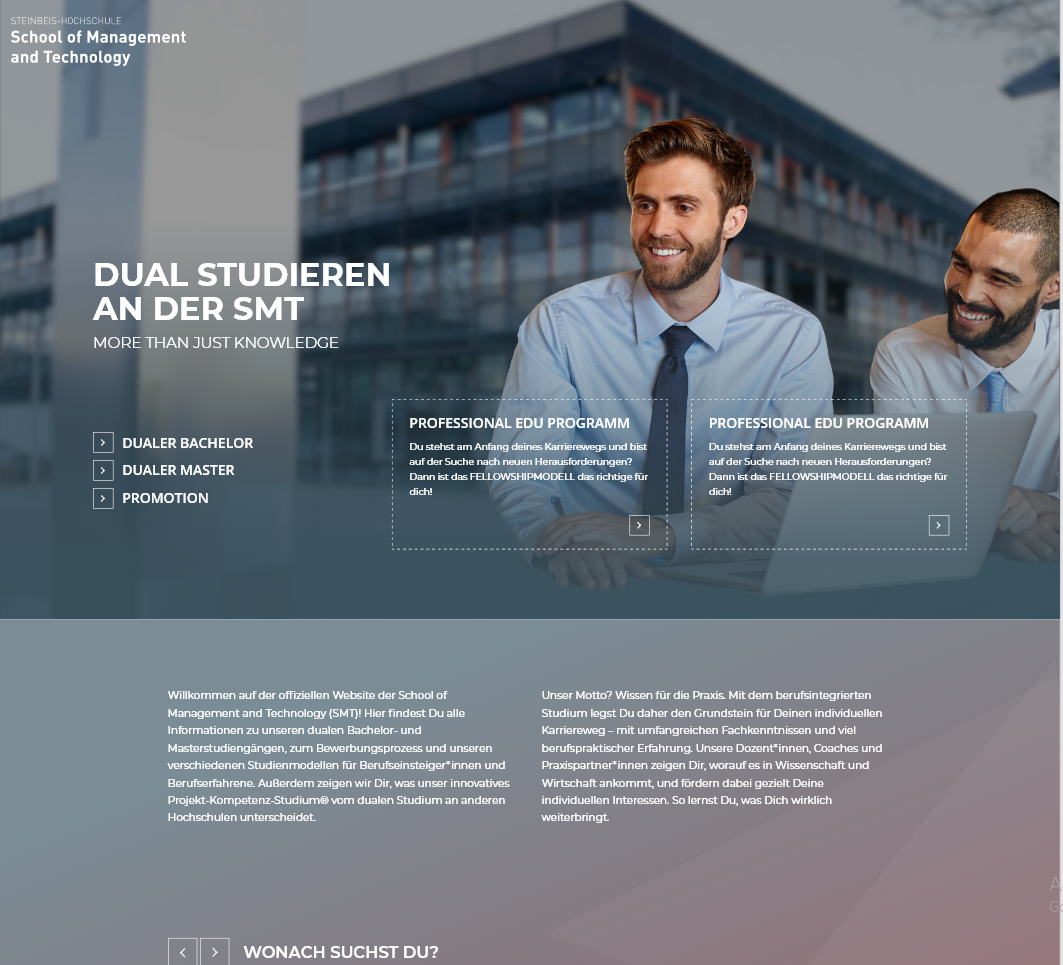 STEINBEIS-HOCHSCHULE
School of Management
and Technology
DUAL STUDIEREN
AN DER SMT
MORE THAN JUST KNOWLEDGE
DUALER BACHELOR
DUALER MASTER
PROMOTION
PROFESSIONAL EDU PROGRAMM
Du stehst am Anfang deines Karrierewegs und bist
auf der Suche nach neuen Herausforderungen?
Dann ist das FELLOWSHIPMODELL das richtige für
dich!
PROFESSIONAL EDU PROGRAMM
Du stehst am Anfang deines Karrierewegs und bist
auf der Suche nach neuen Herausforderungen?
Dann ist das FELLOWSHIPMODELL das richtige für
dich!
Willkommen auf der offiziellen Website der School of
Management and Technology (SMT)! Hier findest Du alle
Informationen zu unseren dualen Bachelor- und
Masterstudiengängen, zum Bewerbungsprozess und unseren
verschiedenen Studienmodellen für Berufseinsteiger*innen und
Berufserfahrene. Außerdem zeigen wir Dir, was unser innovatives
Projekt-Kompetenz-Studium® vom dualen Studium an anderen
Hochschulen unterscheidet.
Unser Motto? Wissen für die Praxis. Mit dem berufsintegrierten
Studium legst Du daher den Grundstein für Deinen individuellen
Karriereweg – mit umfangreichen Fachkenntnissen und viel
berufspraktischer Erfahrung. Unsere Dozent*innen, Coaches und
Praxispartner*innen zeigen Dir, worauf es in Wissenschaft und
Wirtschaft ankommt, und fördern dabei gezielt Deine
individuellen Interessen. So lernst Du, was Dich wirklich
weiterbringt.
WONACH SUCHST DU?